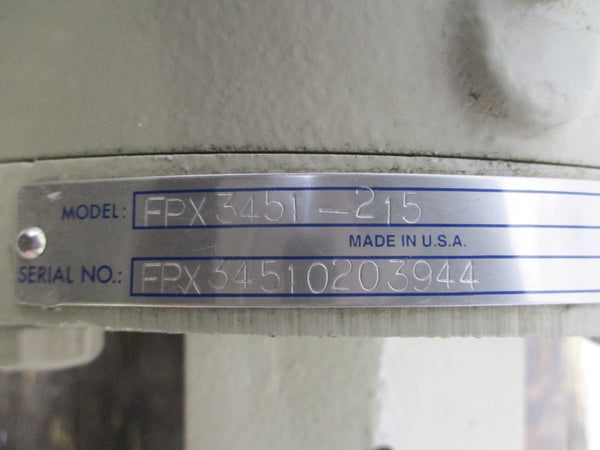 MODEL: FPX3451-215
MADE IN U.S.A.
SERIAL NO.: FPX34510203944